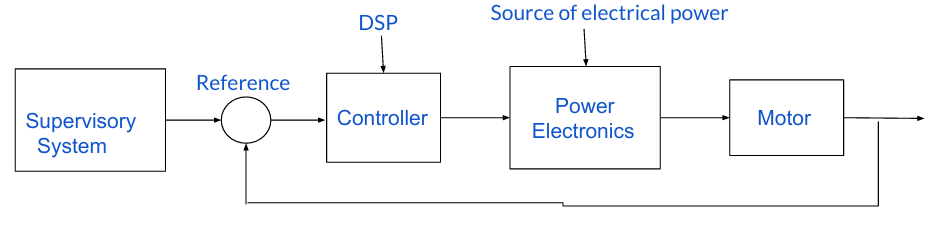 Source of electrical power
DSP
Reference
Supervisory
System
Controller
Power
Electronics
Motor